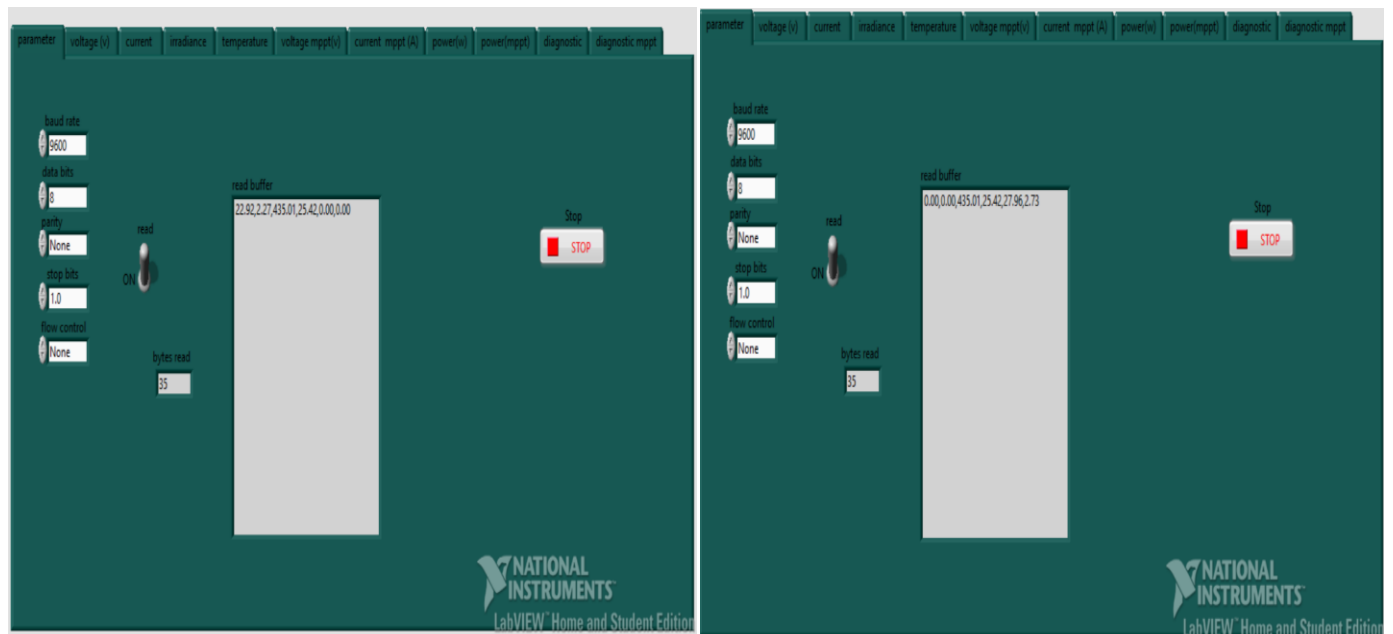 parameter voltage (v) current irradiance temperature voltage mppt(v) current mppt (A) power(w) power(mppt) diagnostic diagnostic mppt
baud rate
9600
data bits
8
parity
None
stop bits
1.0
flow control
None
read
ON
bytes read
35
read buffer
22.92,2.27,435.01,25.42,0.00,0.00
Stop
STOP
NATIONAL
INSTRUMENTS
LabVIEW™ Home and Student Edition
parameter voltage (v) current irradiance temperature voltage mppt(v) current mppt (A) power(w) power(mppt) diagnostic diagnostic mppt
baud rate
9600
data bits
8
parity
None
stop bits
1.0
flow control
None
read
ON
bytes read
35
read buffer
0.00,0.00,435.01,25.42,27.96,2.73
Stop
STOP
NATIONAL
INSTRUMENTS
LabVIEW™ Home and Student Edition